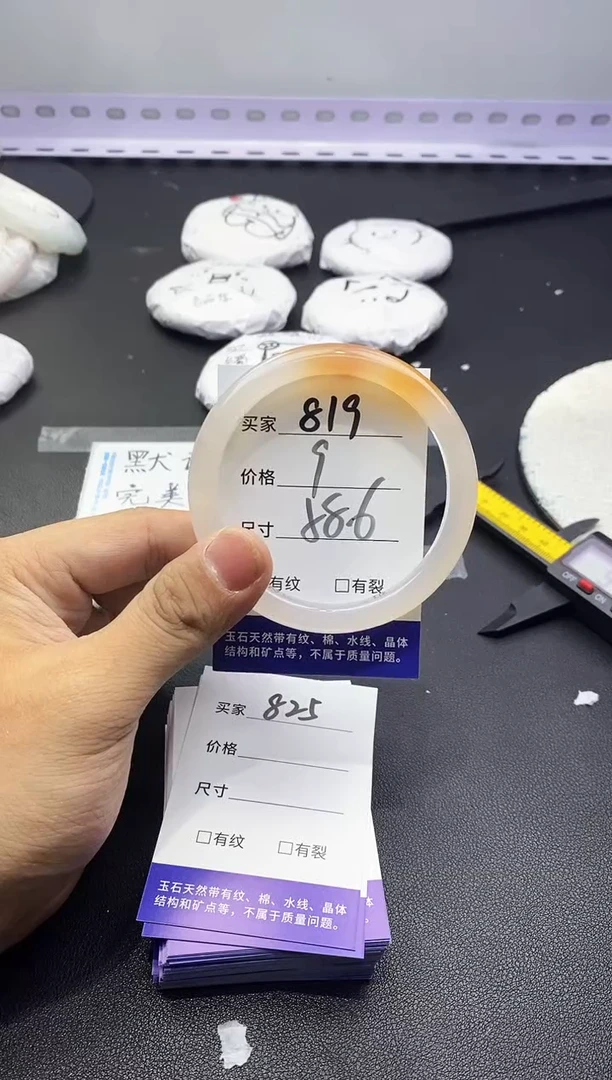 默犬
完美
买家 819
价格 9
尺寸 58.6
有纹 □有裂
玉石天然带有纹、棉、水线、晶体
结构和矿点等，不属于质量问题。
买家 825
价格
尺寸
□有纹 □有裂
玉石天然带有纹、棉、水线、晶体
结构和矿点等，不属于质量问题。
OFF
ON